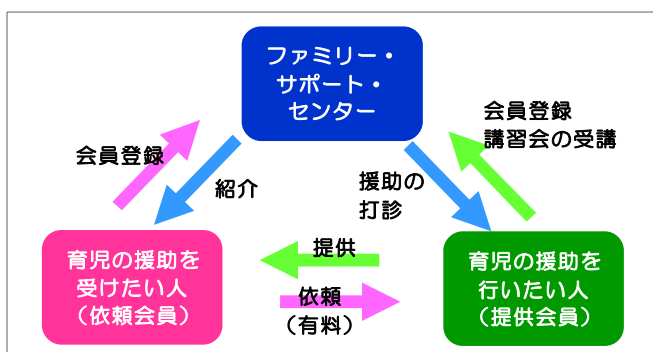 ファミリー・
サポート・
センター
会員登録
紹介
援助の
打診
会員登録
講習会の受講
育児の援助を
受けたい人
（依頼会員）
提供
依頼
（有料）
育児の援助を
行いたい人
（提供会員）